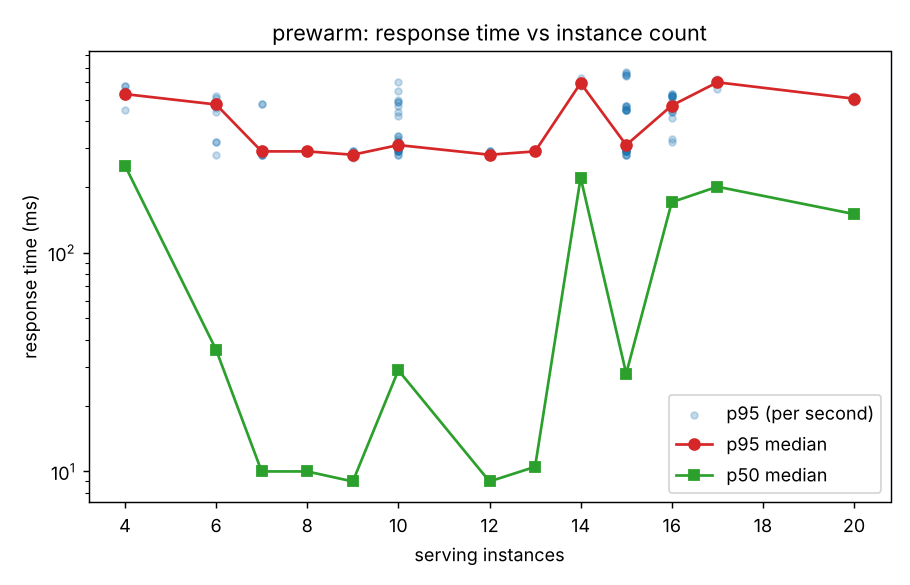 prewarm: response time vs instance count
response time (ms)
10²
10¹
4 6 8 10 12 14 16 18 20
serving instances
p95 (per second)
p95 median
p50 median